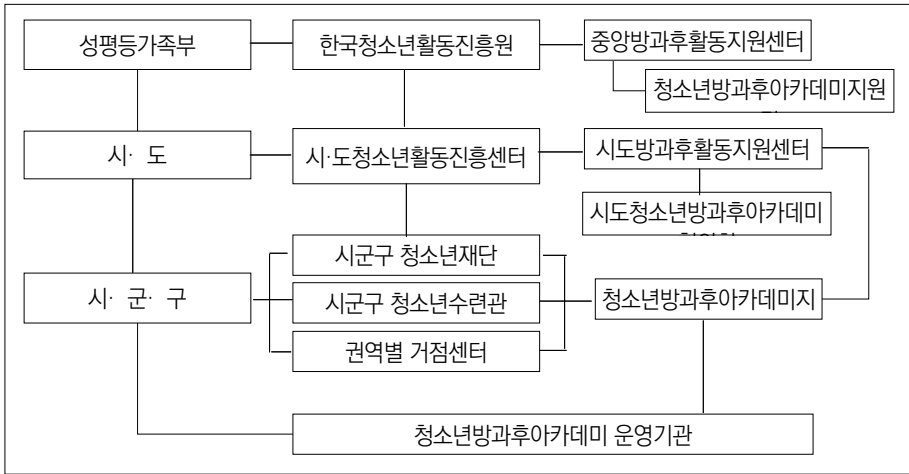 성평등가족부
한국청소년활동진흥원
중앙방과후활동지원센터
청소년방과후아카데미지원
시· 도
시·도청소년활동진흥센터
시도방과후활동지원센터
시도청소년방과후아카데미
시군구 청소년재단
시· 군· 구
시군구 청소년수련관
청소년방과후아카데미지
권역별 거점센터
청소년방과후아카데미 운영기관